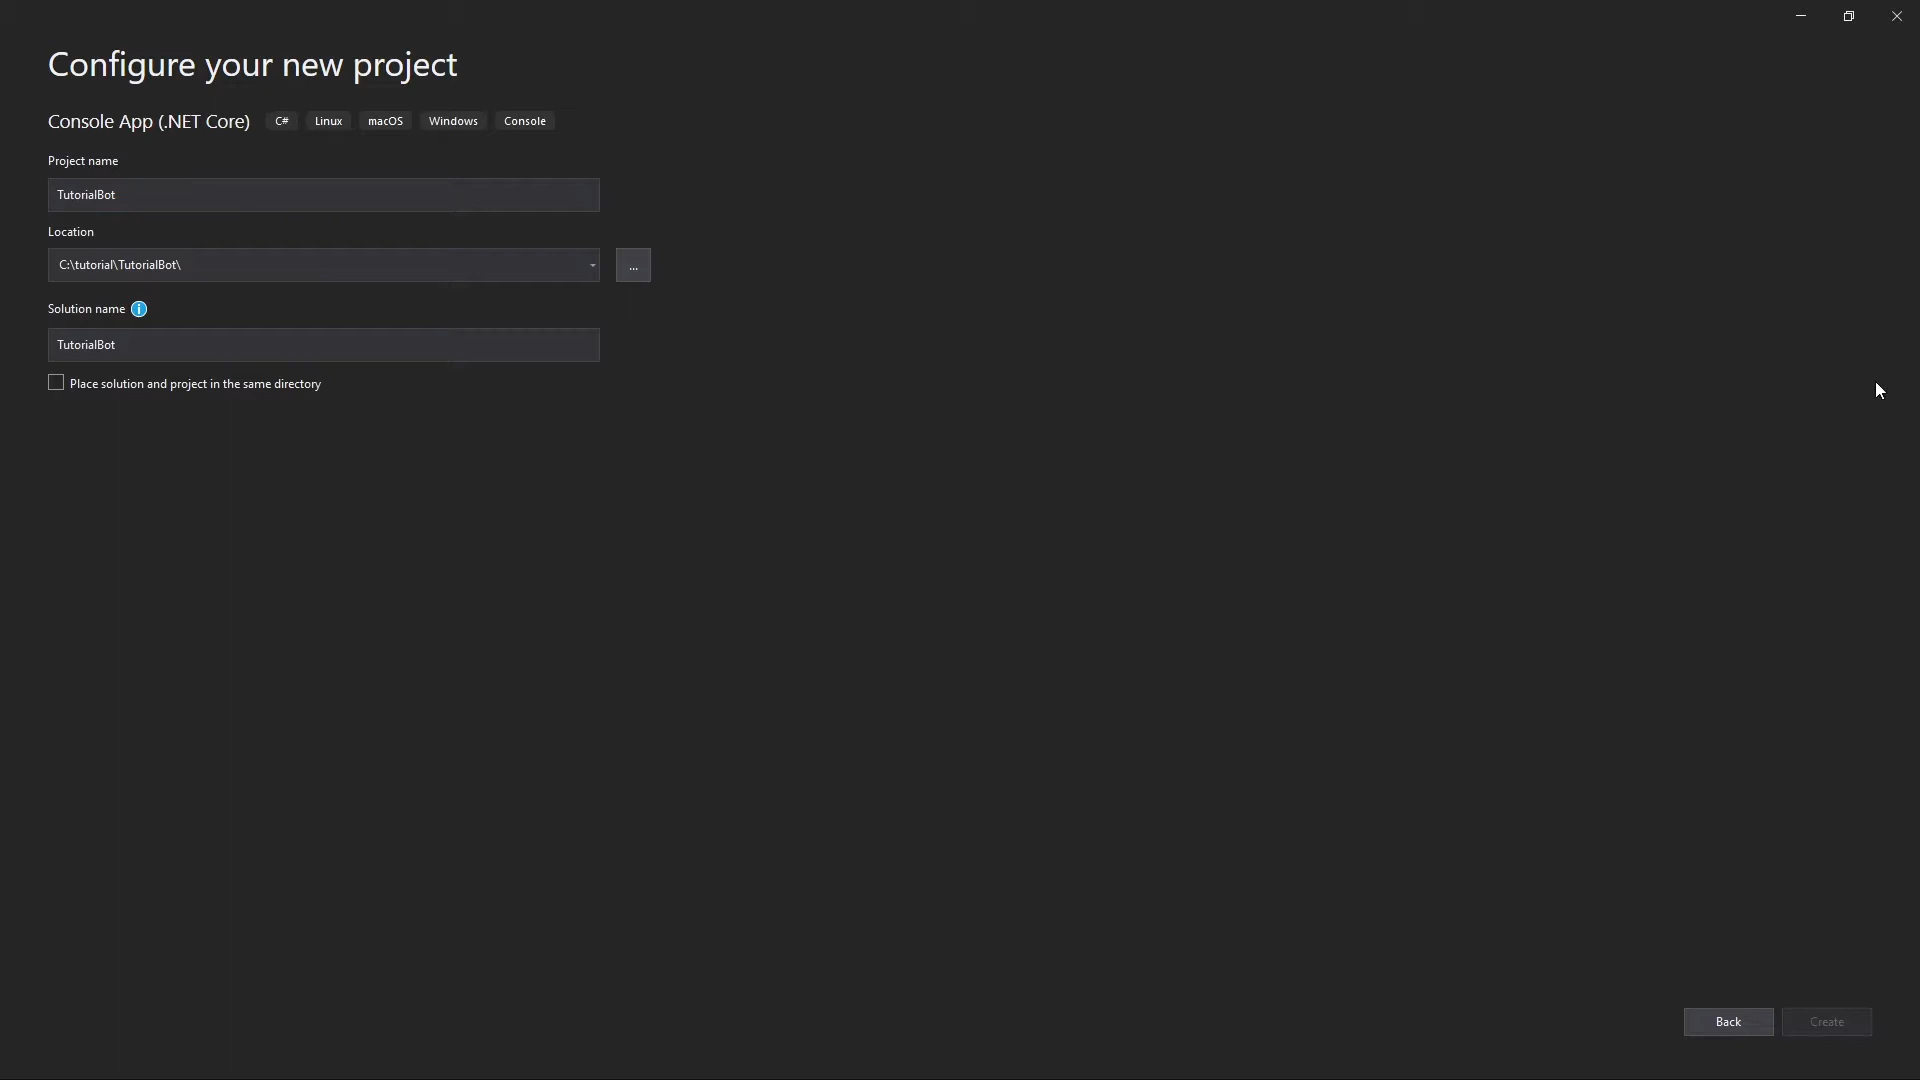 Configure your new project
Console App (.NET Core) C# Linux macOS Windows Console
Project name
TutorialBot
Location
C:\tutorial\TutorialBot\
...
Solution name
TutorialBot
Place solution and project in the same directory
Back Create